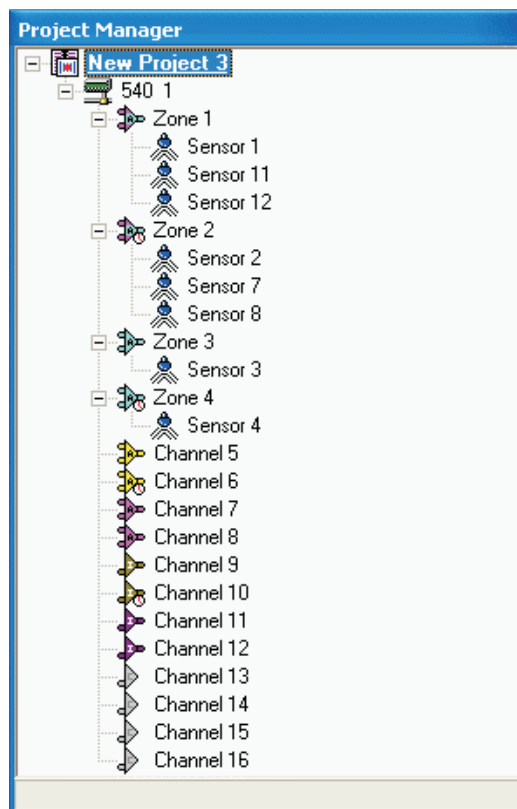 Project Manager
New Project 3
540 1
Zone 1
Sensor 1
Sensor 11
Sensor 12
Zone 2
Sensor 2
Sensor 7
Sensor 8
Zone 3
Sensor 3
Zone 4
Sensor 4
Channel 5
Channel 6
Channel 7
Channel 8
Channel 9
Channel 10
Channel 11
Channel 12
Channel 13
Channel 14
Channel 15
Channel 16